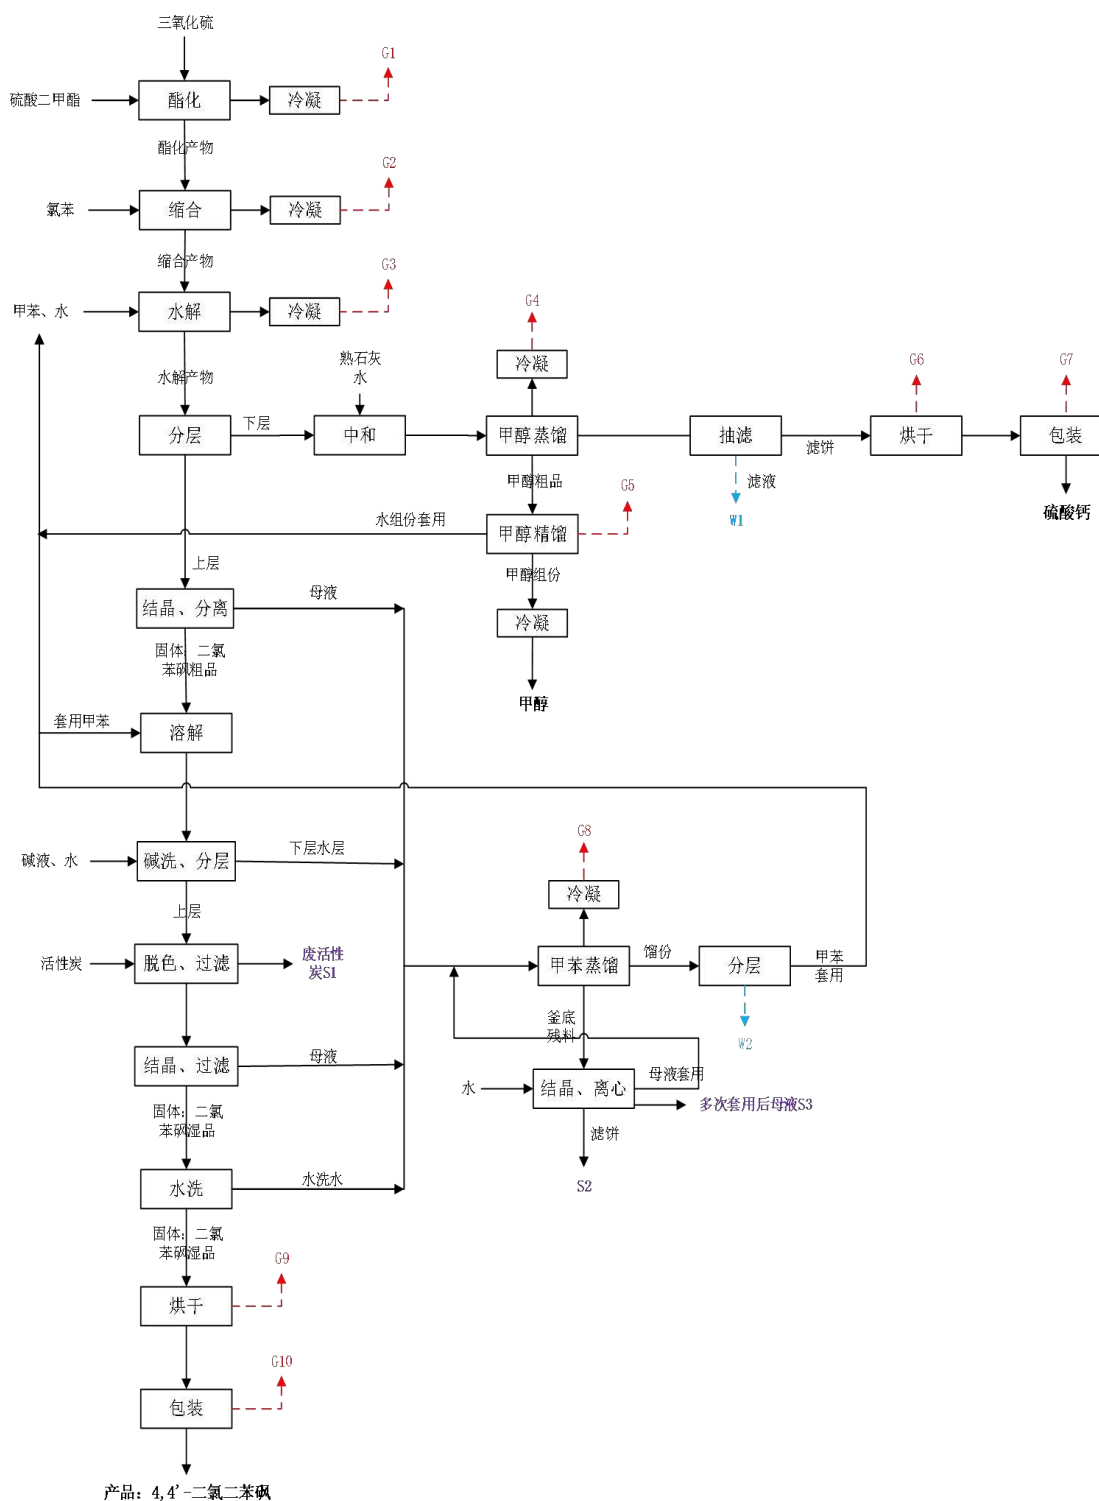 三氧化硫
G1
硫酸二甲酯
酯化
冷凝
酯化产物
G2
氯苯
缩合
冷凝
缩合产物
G3
甲苯、水
水解
冷凝
G4
水解产物
熟石灰
水
冷凝
G6
G7
分层
下层
中和
甲醇蒸馏
抽滤
滤饼
烘干
包装
甲醇粗品
G5
滤液
W1
硫酸钙
水组份套用
甲醇精馏
上层
甲醇组份
结晶、分离
母液
冷凝
固体：二氯
苯砜粗品
甲醇
套用甲苯
溶解
G8
碱液、水
碱洗、分层
下层水层
冷凝
上层
活性炭
脱色、过滤
废活性
炭S1
甲苯蒸馏
馏份
分层
甲苯
套用
釜底
残料
W2
结晶、过滤
母液
水
结晶、离心
母液套用
多次套用后母液S3
固体：二氯
苯砜湿品
滤饼
水洗
水洗水
S2
固体：二氯
苯砜湿品
G9
烘干
G10
包装
产品：4,4'-二氯二苯砜